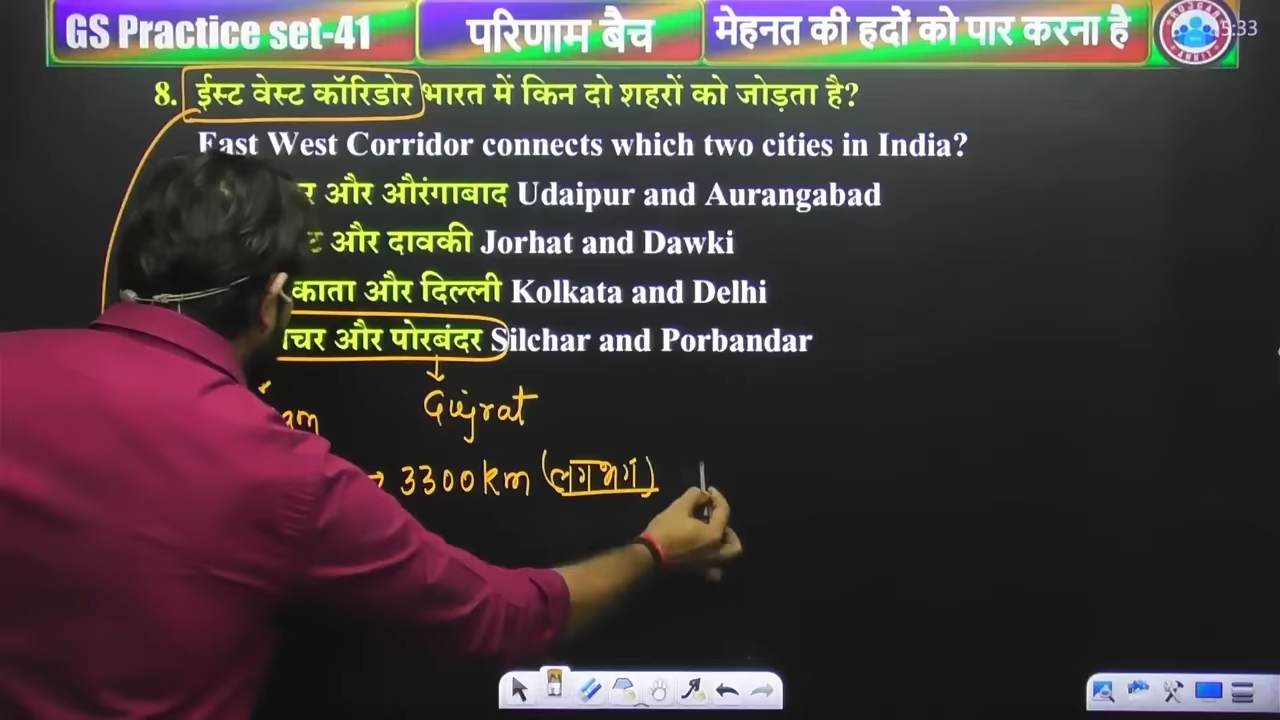 GS Practice set-41 परिणाम बैच मेहनत की हदों को पार करना है
5:33
8. ईस्ट वेस्ट कॉरिडोर भारत में किन दो शहरों को जोड़ता है?
East West Corridor connects which two cities in India?
और औरंगाबाद Udaipur and Aurangabad
और दावकी Jorhat and Dawki
और दिल्ली Kolkata and Delhi
और पोरबंदर Silchar and Porbandar
Gujrat
→ 3300km (लगभग)